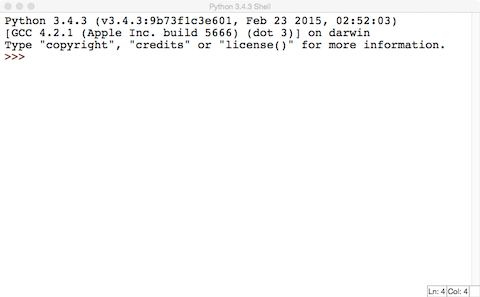 Python 3.4.3 Shell
Python 3.4.3 (v3.4.3:9b73f1c3e601, Feb 23 2015, 02:52:03)
[GCC 4.2.1 (Apple Inc. build 5666) (dot 3)] on darwin
Type "copyright", "credits" or "license()" for more information.
>>>
Ln: 4 Col: 4